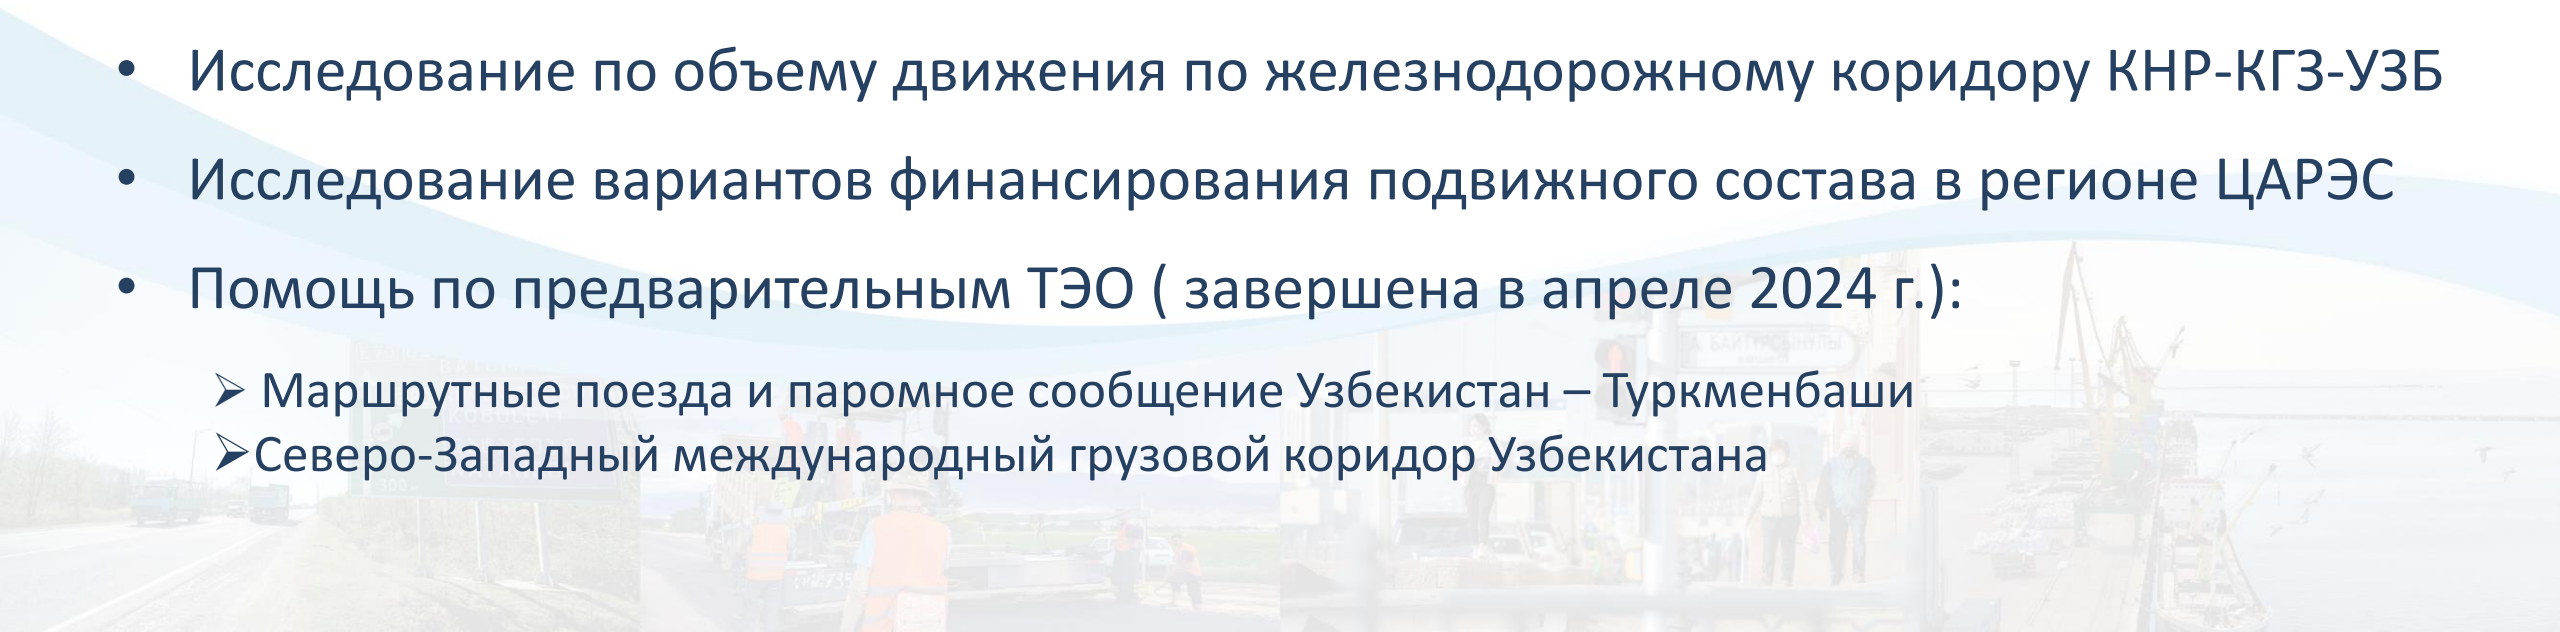 • Исследование по объему движения по железнодорожному коридору КНР-КГЗ-УЗБ
• Исследование вариантов финансирования подвижного состава в регионе ЦАРЭС
• Помощь по предварительным ТЭО ( завершена в апреле 2024 г.):
➢ Маршрутные поезда и паромное сообщение Узбекистан – Туркменбаши
➢Северо-Западный международный грузовой коридор Узбекистана